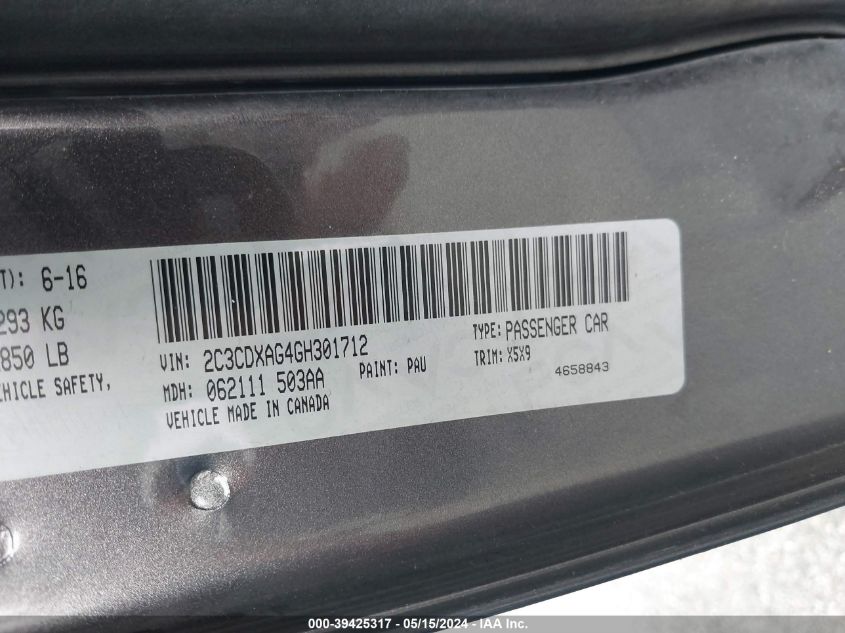 T): 6-16
293 KG
850 LB
EHICLE SAFETY,
VIN: 2C3CDXAG4GH301712
MDH: 062111 503AA
PAINT: PAU
VEHICLE MADE IN CANADA
TYPE: PASSENGER CAR
TRIM: X5X9
4658843
000-39425317 - 05/15/2024 - IAA Inc.